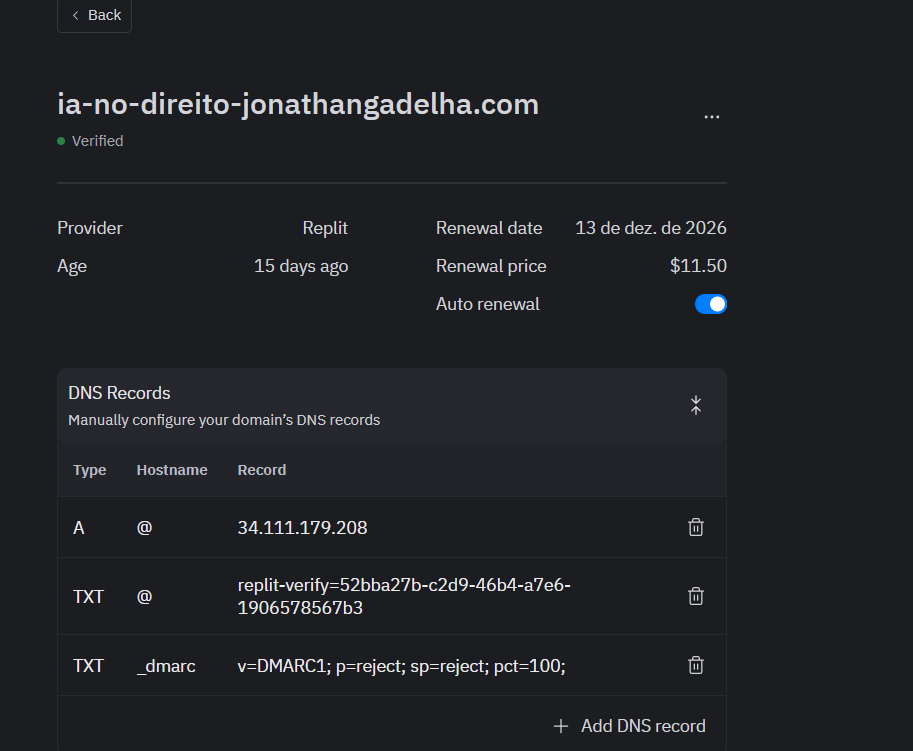 Back
ia-no-direito-jonathangadelha.com
...
Verified
Provider Replit Renewal date 13 de dez. de 2026
Age 15 days ago Renewal price $11.50
Auto renewal
DNS Records
Manually configure your domain’s DNS records
Type Hostname Record
A @ 34.111.179.208
TXT @ replit-verify=52bba27b-c2d9-46b4-a7e6-
1906578567b3
TXT _dmarc v=DMARC1; p=reject; sp=reject; pct=100;
+ Add DNS record